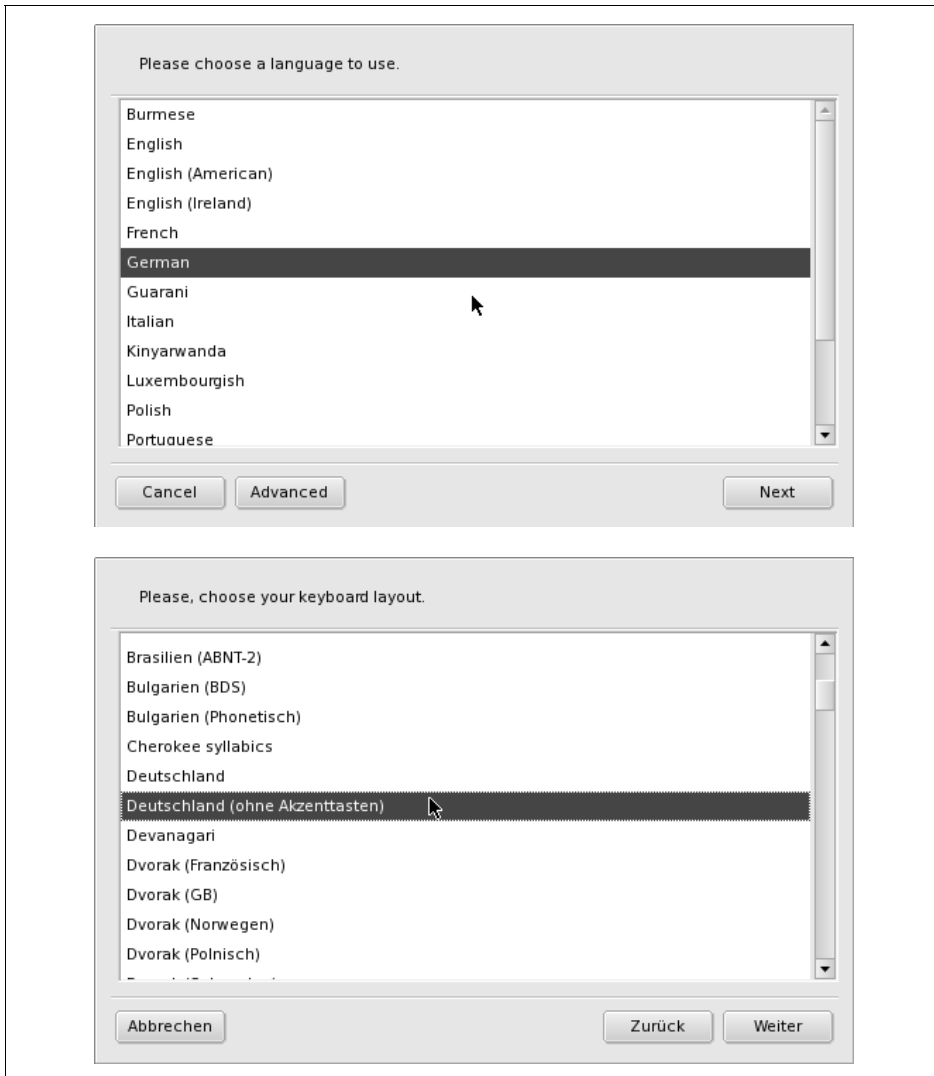 Please choose a language to use.
Burmese
English
English (American)
English (Ireland)
French
German
Guarani
Italian
Kinyarwanda
Luxembourgish
Polish
Portuguese
Cancel Advanced Next
Please, choose your keyboard layout.
Brasilien (ABNT-2)
Bulgarien (BDS)
Bulgarien (Phonetisch)
Cherokee syllabics
Deutschland
Deutschland (ohne Akzenttasten)
Devanagari
Dvorak (Französisch)
Dvorak (GB)
Dvorak (Norwegen)
Dvorak (Polnisch)
Abbrechen Zurück Weiter